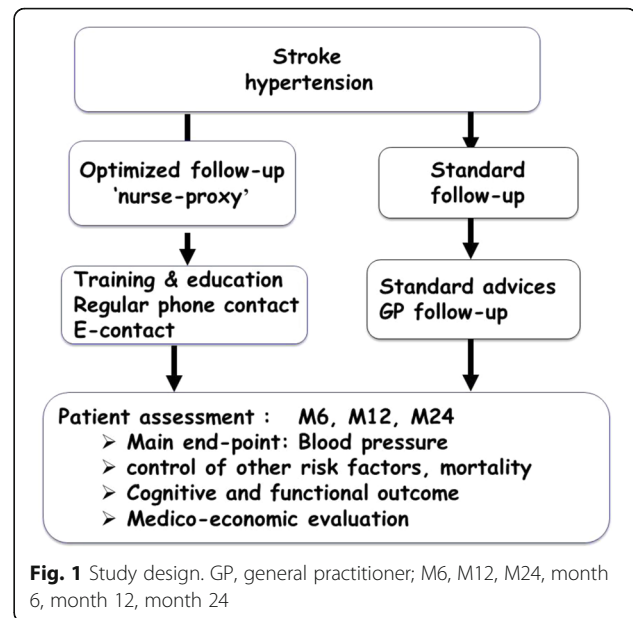 Stroke
hypertension
Optimized follow-up
'nurse-proxy'
Standard
follow-up
Training & education
Regular phone contact
E-contact
Standard advices
GP follow-up
Patient assessment : M6, M12, M24
➢ Main end-point: Blood pressure
➢ control of other risk factors, mortality
➢ Cognitive and functional outcome
➢ Medico-economic evaluation
Fig. 1 Study design. GP, general practitioner; M6, M12, M24, month
6, month 12, month 24